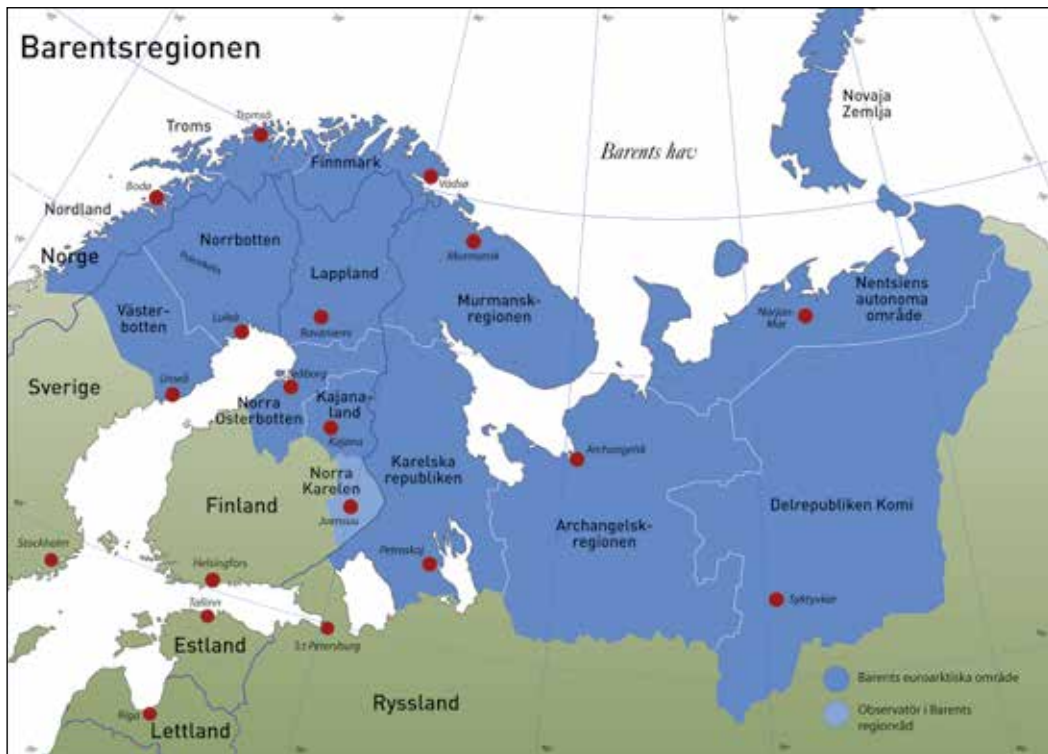 Barentsregionen
Novaja
Zemlja
Troms
Tromsö
Finnmark
Barents hav
Vadsø
Bodø
Nordland
Norrbotten
Murmansk
Norge
Lappland
Nentsiens
autonoma
område
Murmansk-
regionen
Narjan-
Mar
Väster-
botten
Luleå
Rovaniemi
Sverige
Umeå
Uleåborg
Norra
Österbotten
Kajana-
land
Kajana
Archangelsk
Karelska
republiken
Norra
Karelen
Finland
Joensuu
Delrepubliken Komi
Archangelsk-
regionen
Stockholm
Helsingfors
Petroskoj
Tallinn
Syktyvkar
Estland
S:t Petersburg
Ryssland
Barents euroarktiska område
Observatör i Barents
regionråd
Riga
Lettland